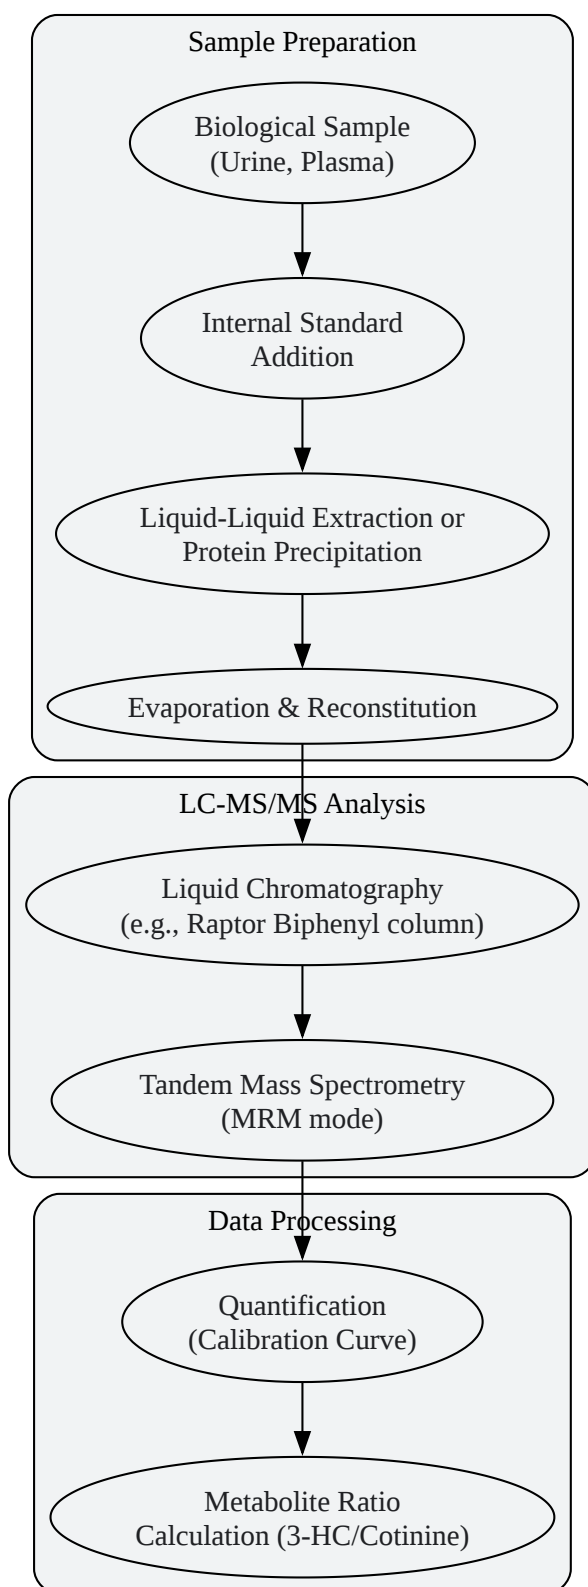 Sample Preparation
Biological Sample
(Urine, Plasma)
Internal Standard
Addition
Liquid-Liquid Extraction or
Protein Precipitation
Evaporation & Reconstitution
LC-MS/MS Analysis
Liquid Chromatography
(e.g., Raptor Biphenyl column)
Tandem Mass Spectrometry
(MRM mode)
Data Processing
Quantification
(Calibration Curve)
Metabolite Ratio
Calculation (3-HC/Cotinine)